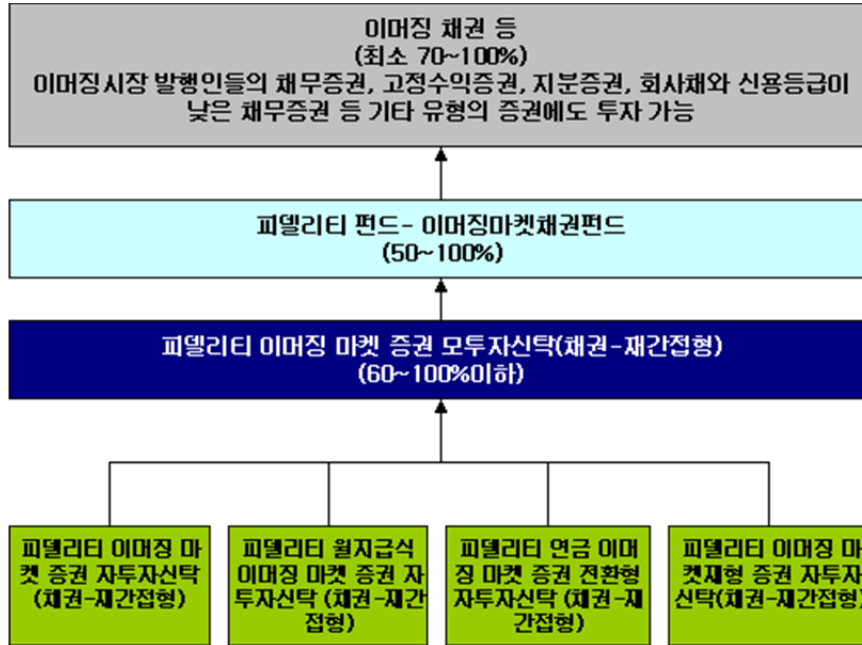 이머징 채권 등
(최소 70~100%)
이머징시장 발행인들의 채무증권, 고정수익증권, 지분증권, 회사채와 신용등급이
낮은 채무증권 등 기타 유형의 증권에도 투자 가능
피델리티 펀드- 이머징마켓채권펀드
(50~100%)
피델리티 이머징 마켓 증권 모투자신탁(채권-재간접형)
(60~100%이하)
피델리티 이머징 마
켓 증권 자투자신탁
(채권-재간접형)
피델리티 월지급식
이머징 마켓 증권 자
투자신탁 (채권-재간
접형)
피델리티 연금 이머
징 마켓 증권 전환형
자투자신탁 (채권-재
간접형)
피델리티 이머징 마
켓재형 증권 자투자
신탁(채권-재간접형)